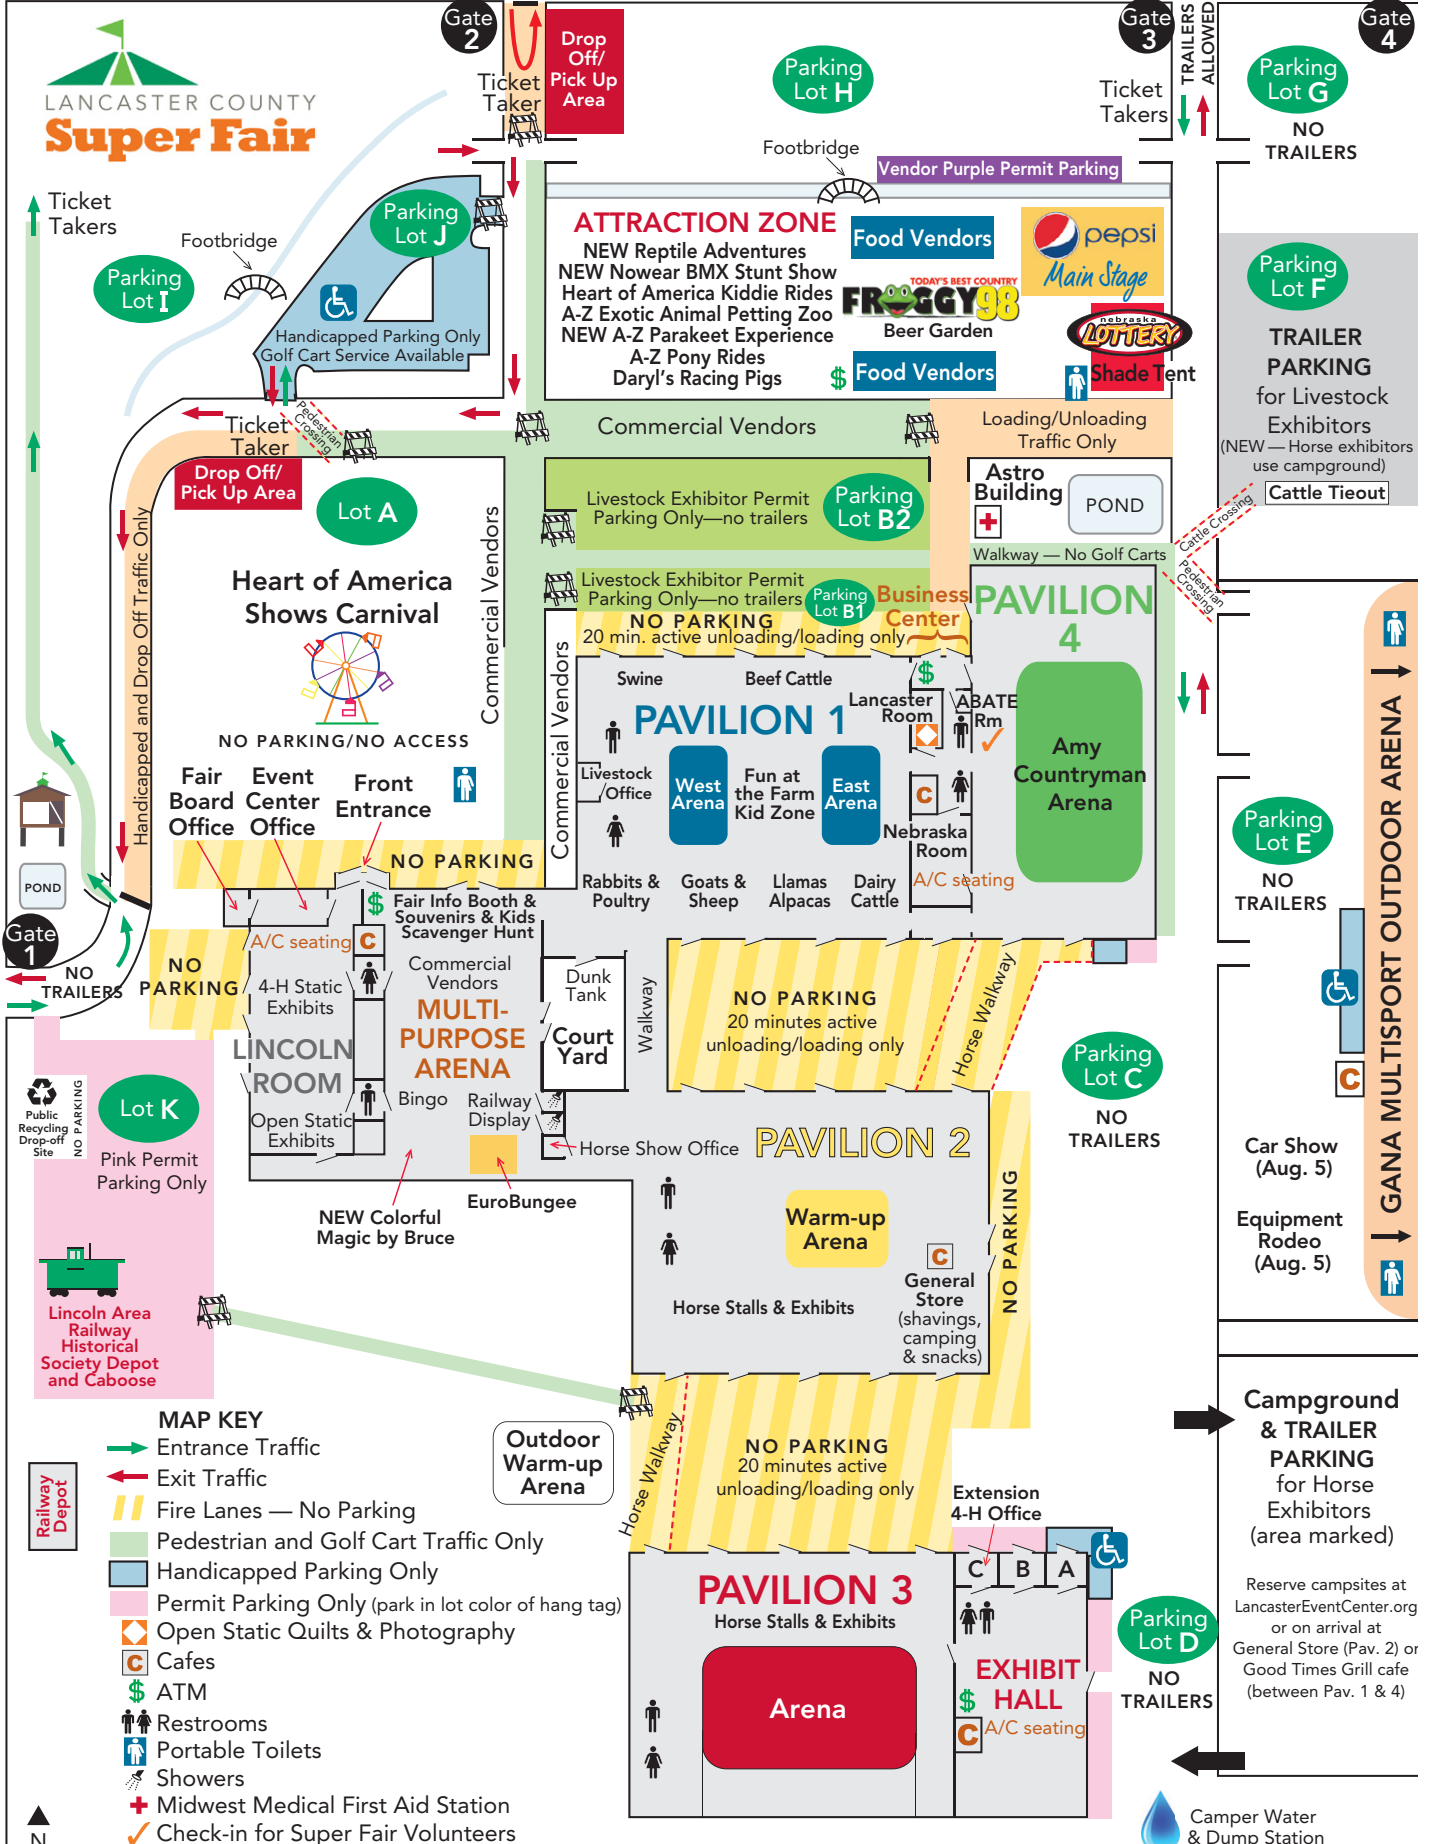 Gate
2
Gate
3
Gate
4
LANCASTER COUNTY
Super Fair
Ticket
Taker
Drop
Off/
Pick Up
Area
Parking
Lot H
Ticket
Takers
TRAILERS
ALLOWED
Parking
Lot G
NO
TRAILERS
Footbridge
Vendor Purple Permit Parking
Ticket
Takers
Footbridge
Parking
Lot I
Parking
Lot J
Handicapped Parking Only
Golf Cart Service Available
ATTRACTION ZONE
NEW Reptile Adventures
NEW Nowear BMX Stunt Show
Heart of America Kiddie Rides
A-Z Exotic Animal Petting Zoo
NEW A-Z Parakeet Experience
A-Z Pony Rides
Daryl's Racing Pigs
Food Vendors
TODAY'S BEST COUNTRY
FROGGY98
Beer Garden
$ Food Vendors
pepsi
Main Stage
nebraska
LOTTERY
Shade Tent
Parking
Lot F
TRAILER
PARKING
for Livestock
Exhibitors
(NEW — Horse exhibitors
use campground)
Cattle Tieout
Ticket
Taker
Pedestrian
Crossing
Drop Off/
Pick Up Area
Commercial Vendors
Loading/Unloading
Traffic Only
Lot A
Heart of America
Shows Carnival
NO PARKING/NO ACCESS
Handicapped and Drop Off Traffic Only
Commercial Vendors
Commercial Vendors
Livestock Exhibitor Permit
Parking Only—no trailers
Parking
Lot B2
Livestock Exhibitor Permit
Parking Only—no trailers
Parking
Lot B1
NO PARKING
20 min. active unloading/loading only
Business
Center
Astro
Building
POND
Walkway — No Golf Carts
Cattle Crossing
Pedestrian
Crossing
PAVILION
4
Amy
Countryman
Arena
Swine
Beef Cattle
PAVILION 1
$
Lancaster
Room
ABATE
Rm
Livestock
Office
West
Arena
Fun at
the Farm
Kid Zone
East
Arena
C
Nebraska
Room
A/C seating
Rabbits &
Poultry
Goats &
Sheep
Llamas
Alpacas
Dairy
Cattle
Fair
Board
Office
Event
Center
Office
Front
Entrance
NO PARKING
POND
Gate
1
NO
TRAILERS
NO
PARKING
$
Fair Info Booth &
Souvenirs & Kids
Scavenger Hunt
A/C seating
C
4-H Static
Exhibits
Commercial
Vendors
MULTI-
PURPOSE
ARENA
LINCOLN
ROOM
Dunk
Tank
Court
Yard
Walkway
Bingo
Railway
Display
Open Static
Exhibits
Horse Show Office
EuroBungee
NEW Colorful
Magic by Bruce
NO PARKING
20 minutes active
unloading/loading only
Horse Walkway
Parking
Lot C
NO
TRAILERS
Parking
Lot E
NO
TRAILERS
C
GANA MULTISPORT OUTDOOR ARENA
Car Show
(Aug. 5)
Equipment
Rodeo
(Aug. 5)
PAVILION 2
Warm-up
Arena
C
General
Store
(shavings,
camping
& snacks)
Horse Stalls & Exhibits
NO PARKING
Public
Recycling
Drop-off
Site
NO PARKING
Lot K
Pink Permit
Parking Only
Lincoln Area
Railway
Historical
Society Depot
and Caboose
Railway
Depot
Outdoor
Warm-up
Arena
Horse Walkway
NO PARKING
20 minutes active
unloading/loading only
Extension
4-H Office
C
B
A
PAVILION 3
Horse Stalls & Exhibits
Arena
EXHIBIT
HALL
$
C A/C seating
Parking
Lot D
NO
TRAILERS
Campground
& TRAILER
PARKING
for Horse
Exhibitors
(area marked)
Reserve campsites at
LancasterEventCenter.org
or on arrival at
General Store (Pav. 2) or
Good Times Grill cafe
(between Pav. 1 & 4)
Camper Water
& Dump Station
MAP KEY
Entrance Traffic
Exit Traffic
Fire Lanes — No Parking
Pedestrian and Golf Cart Traffic Only
Handicapped Parking Only
Permit Parking Only (park in lot color of hang tag)
Open Static Quilts & Photography
C Cafes
$ ATM
Restrooms
Portable Toilets
Showers
Midwest Medical First Aid Station
Check-in for Super Fair Volunteers
N